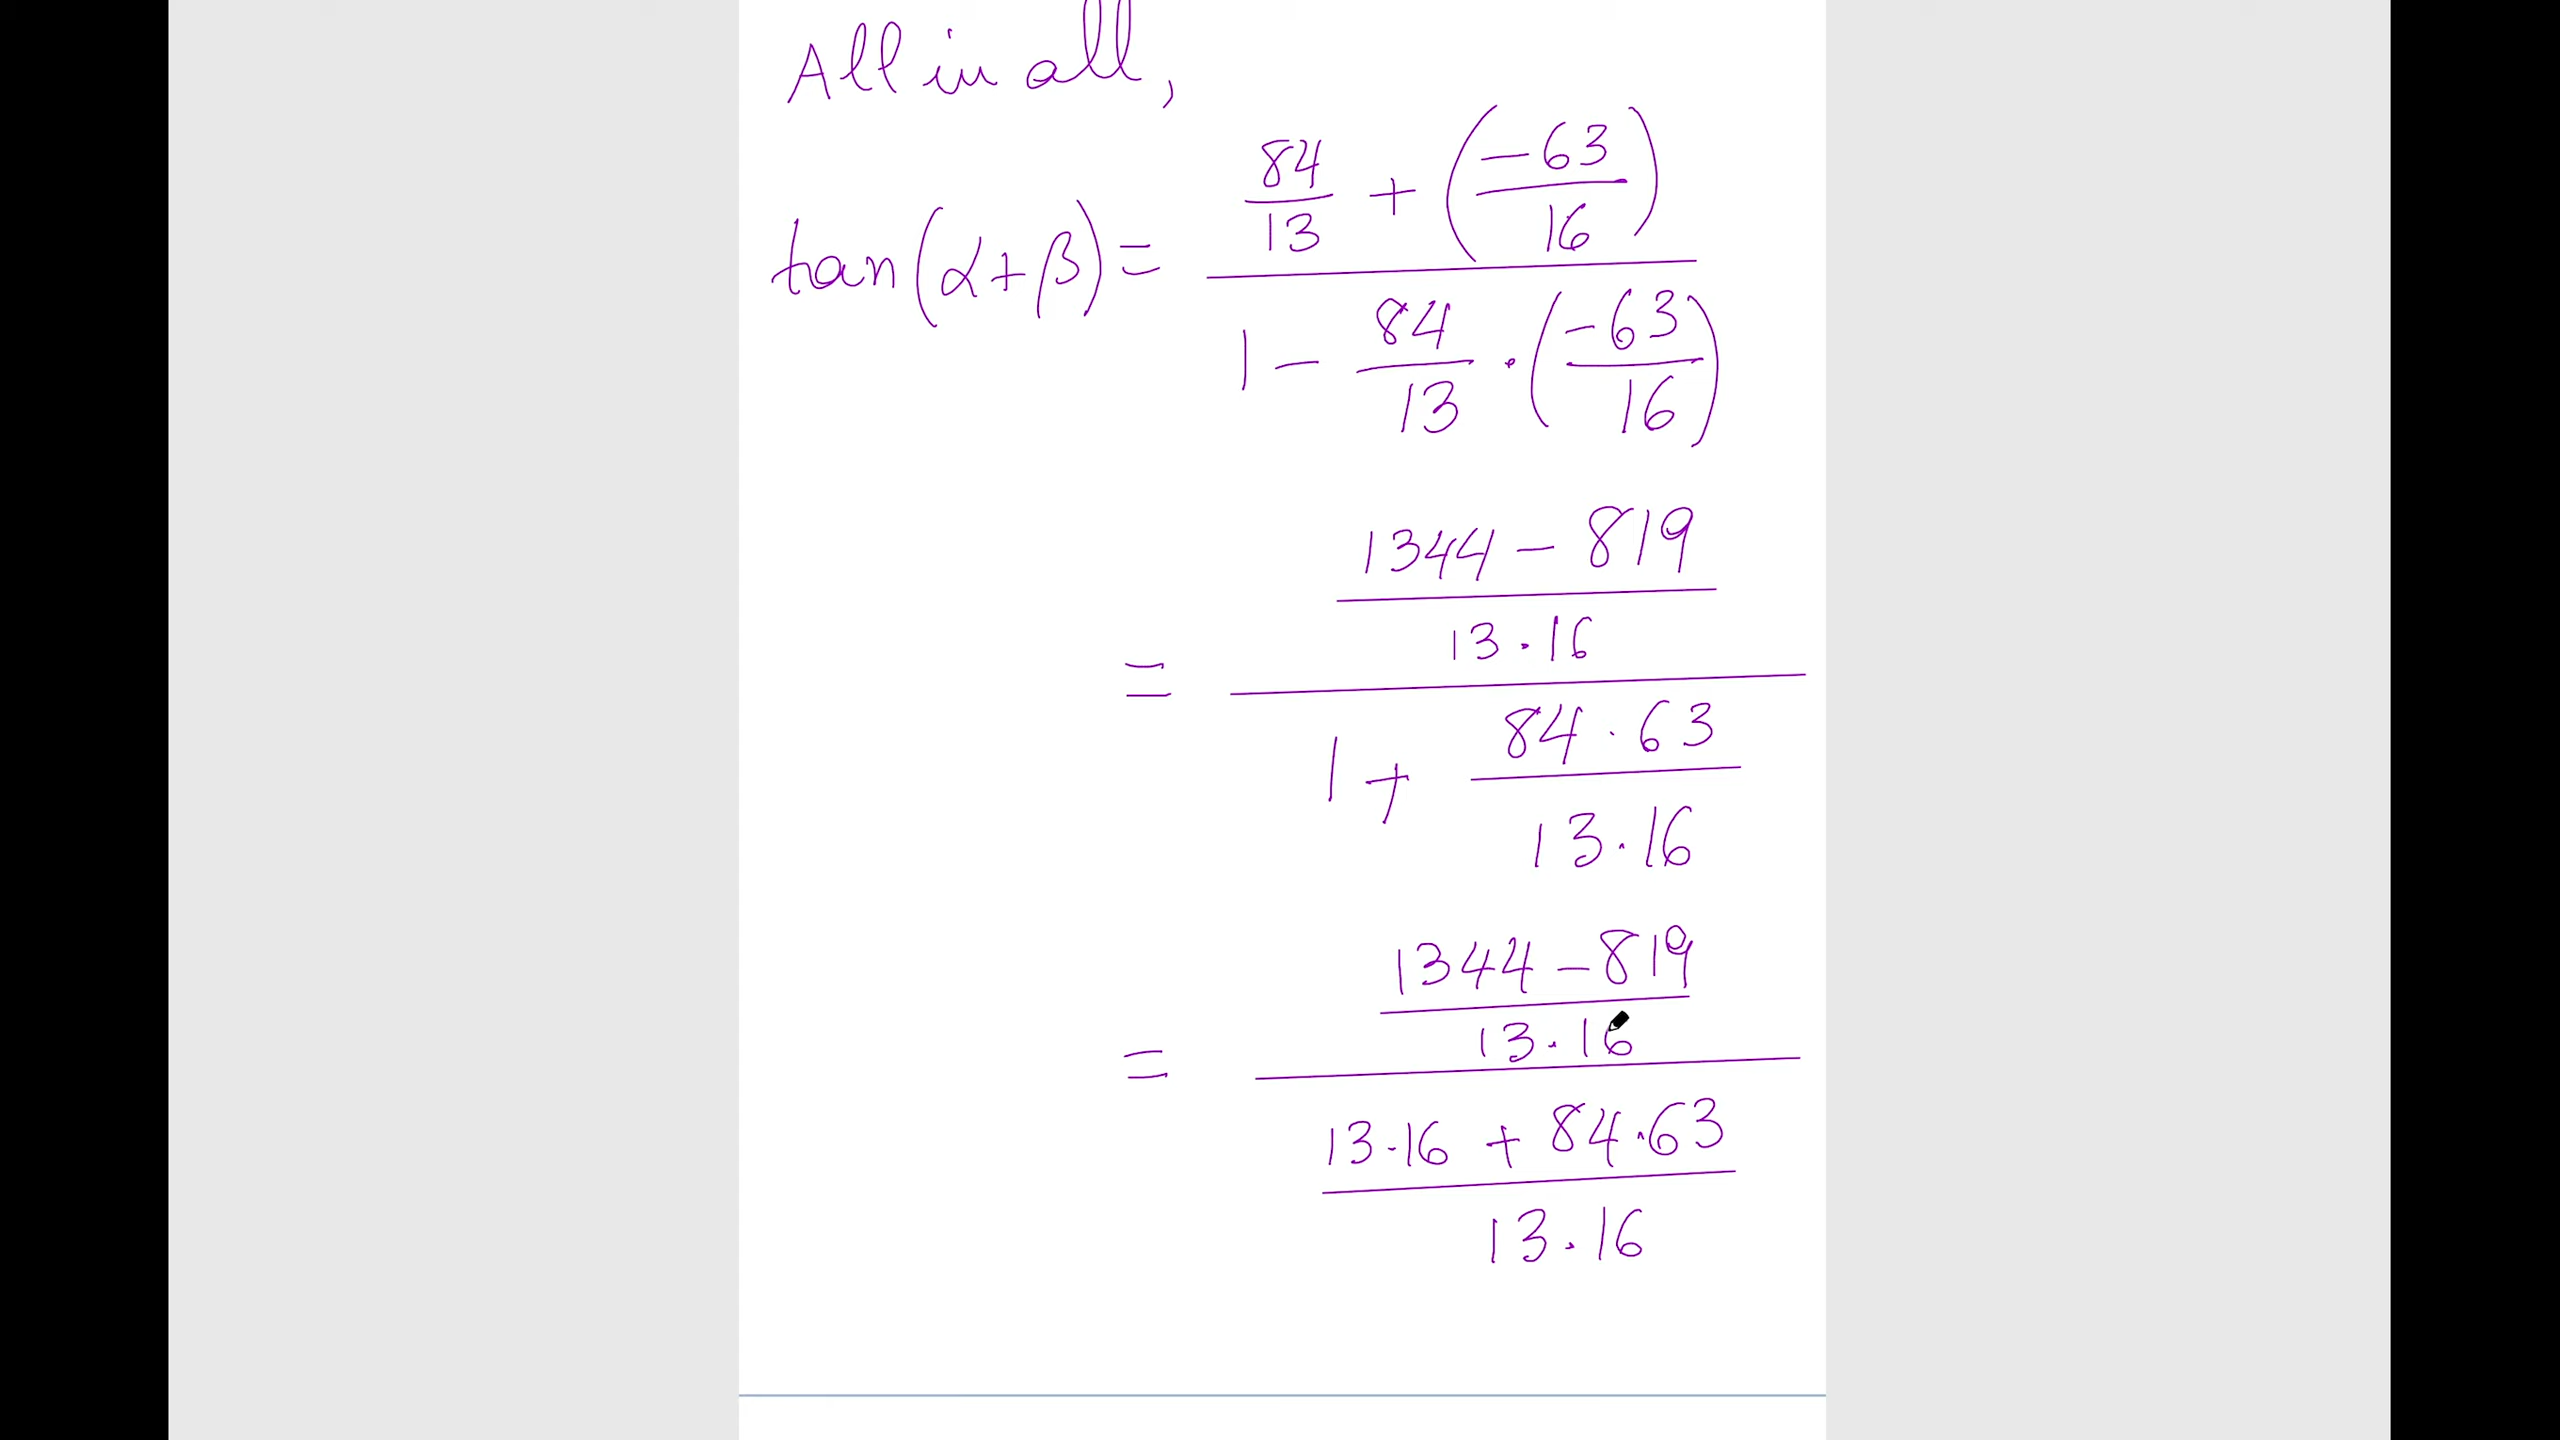 All in all,
tan(α+β) = (84/13 + (-63/16)) / (1 - 84/13 · (-63/16))
= ((1344 - 819)/(13 · 16)) / (1 + (84 · 63)/(13 · 16))
= ((1344 - 819)/(13 · 16)) / ((13 · 16 + 84 · 63)/(13 · 16))